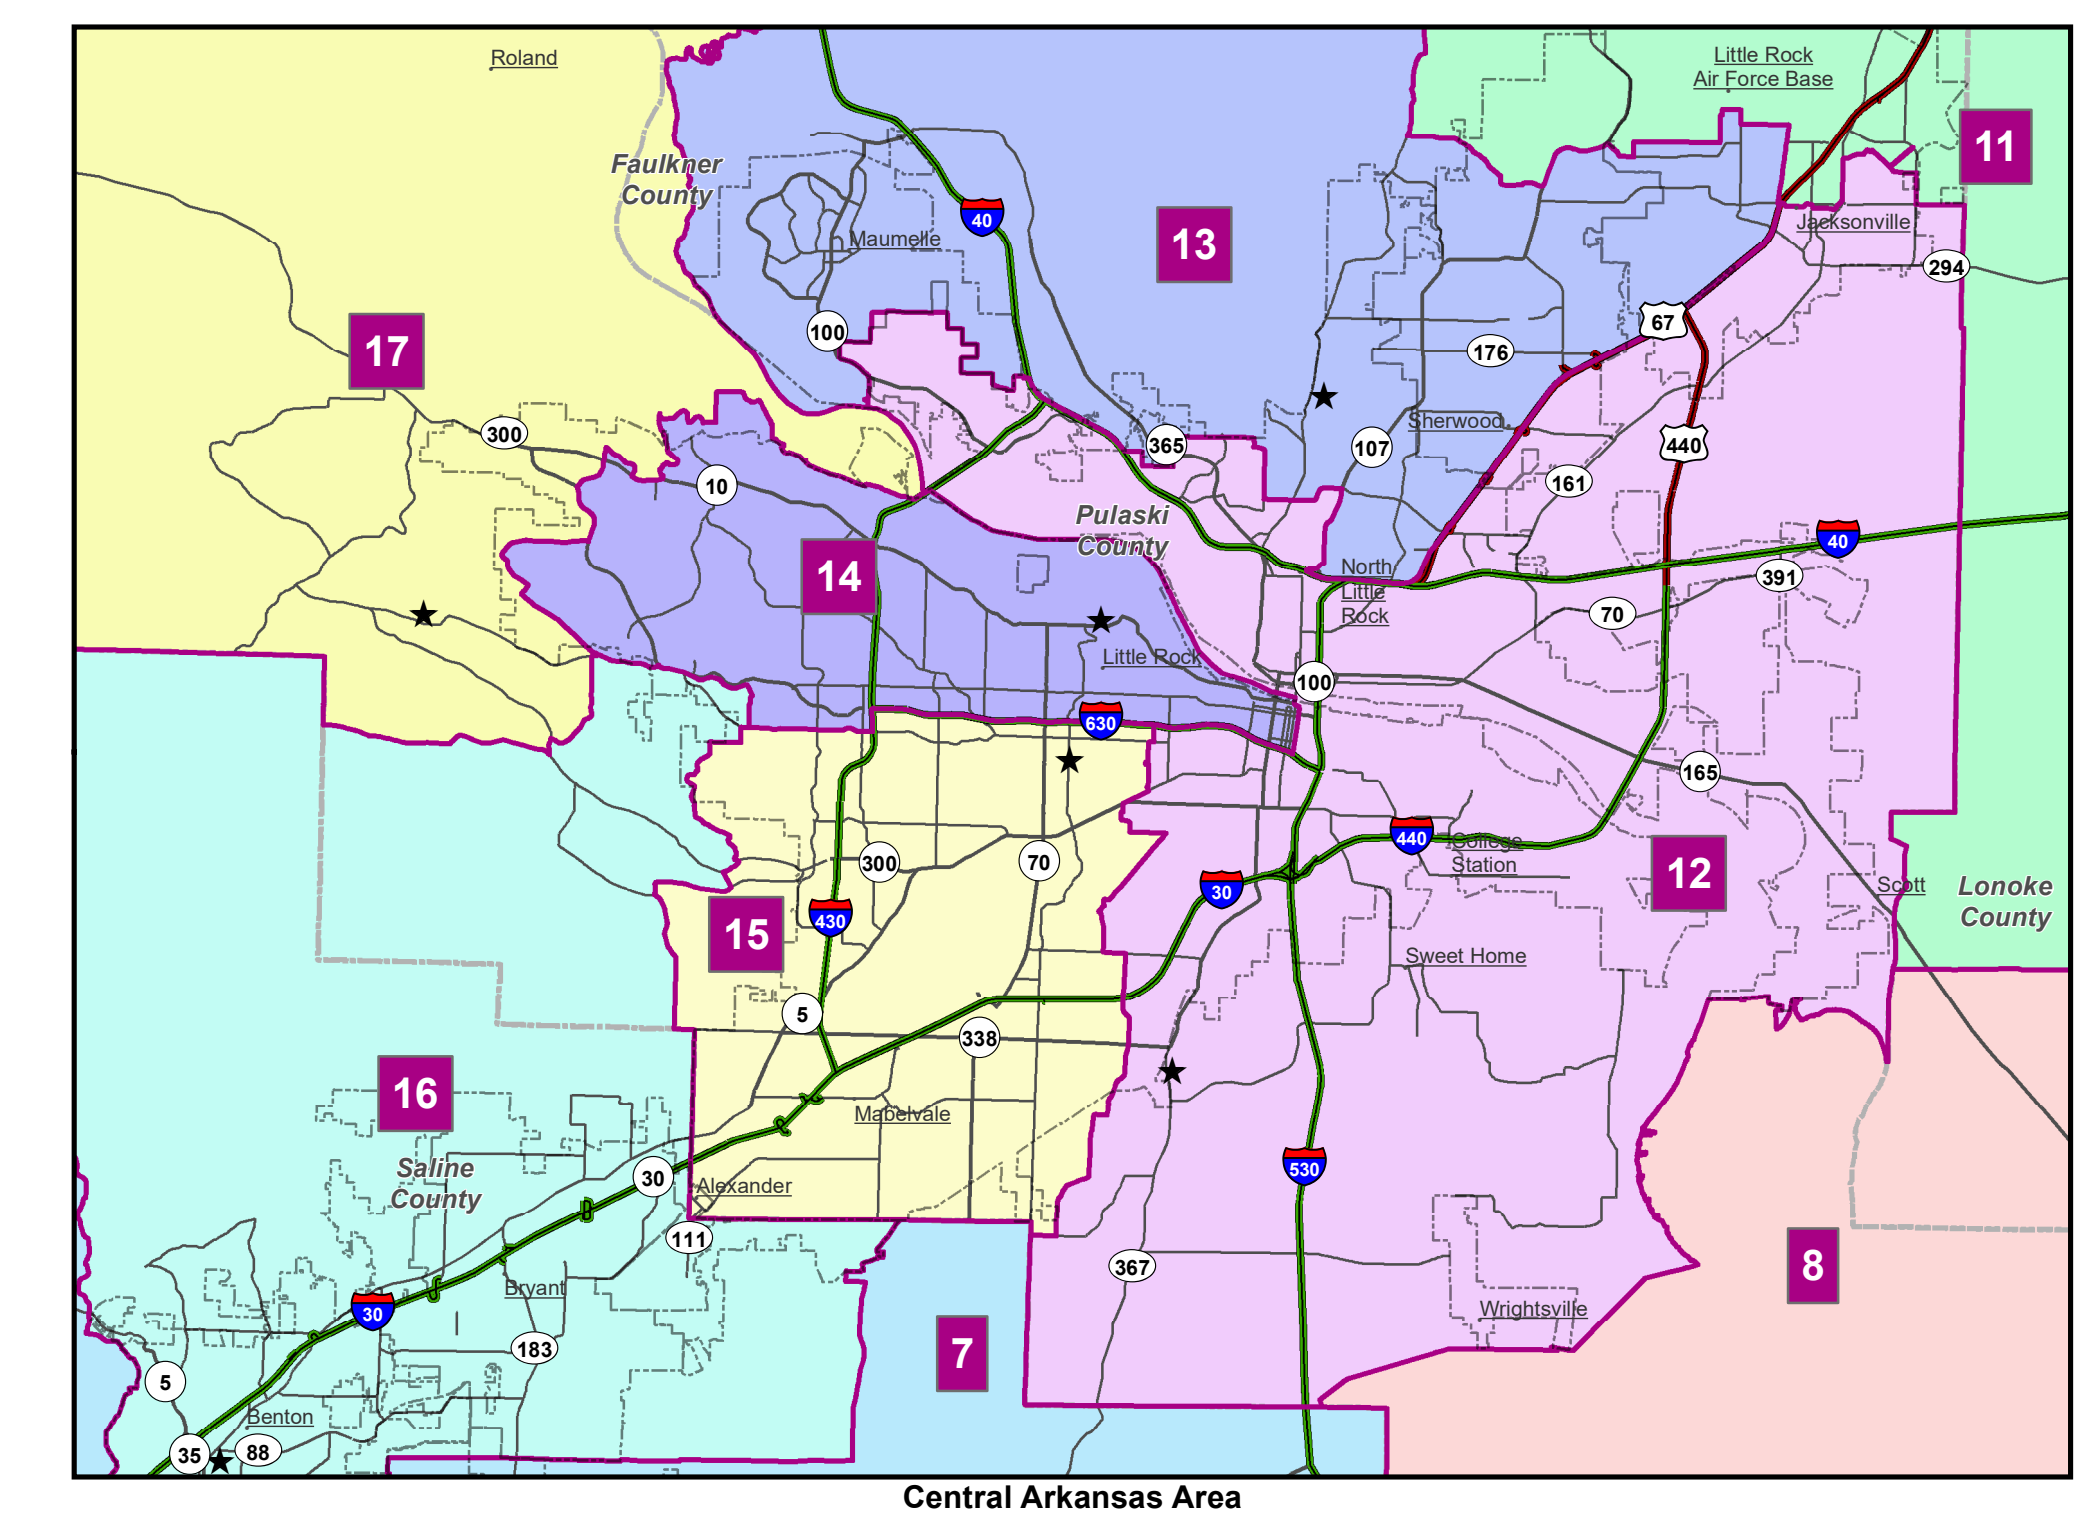 Roland
Little Rock
Air Force Base
11
Faulkner
County
40
13
Maumelle
Jacksonville
294
17
100
67
176
300
Sherwood
107
365
440
161
10
Pulaski
County
14
40
North
Little
Rock
391
70
Little Rock
100
630
165
440
College
Station
300
70
30
12
Scott
Lonoke
County
430
15
Sweet Home
5
338
16
Mabelvale
Saline
County
530
30
Alexander
111
367
8
Bryant
30
Wrightsville
183
7
5
Benton
35
88
Central Arkansas Area